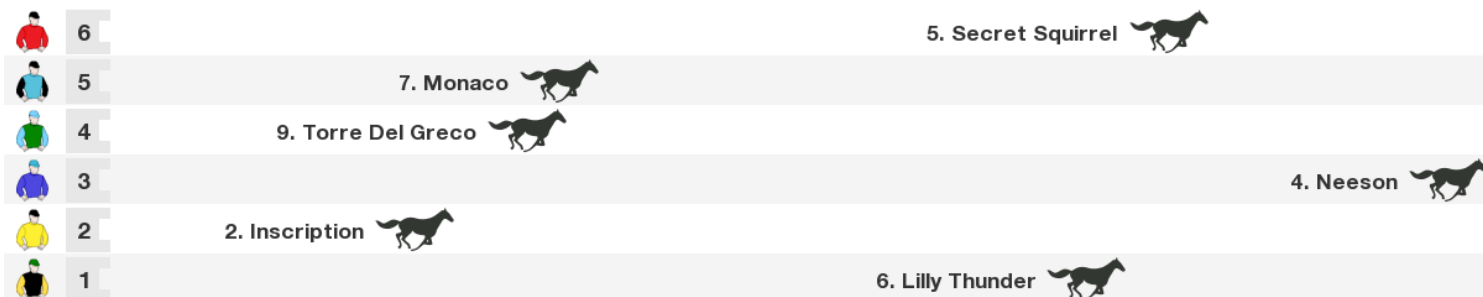 6 5. Secret Squirrel
5 7. Monaco
4 9. Torre Del Greco
3 4. Neeson
2 2. Inscription
1 6. Lilly Thunder